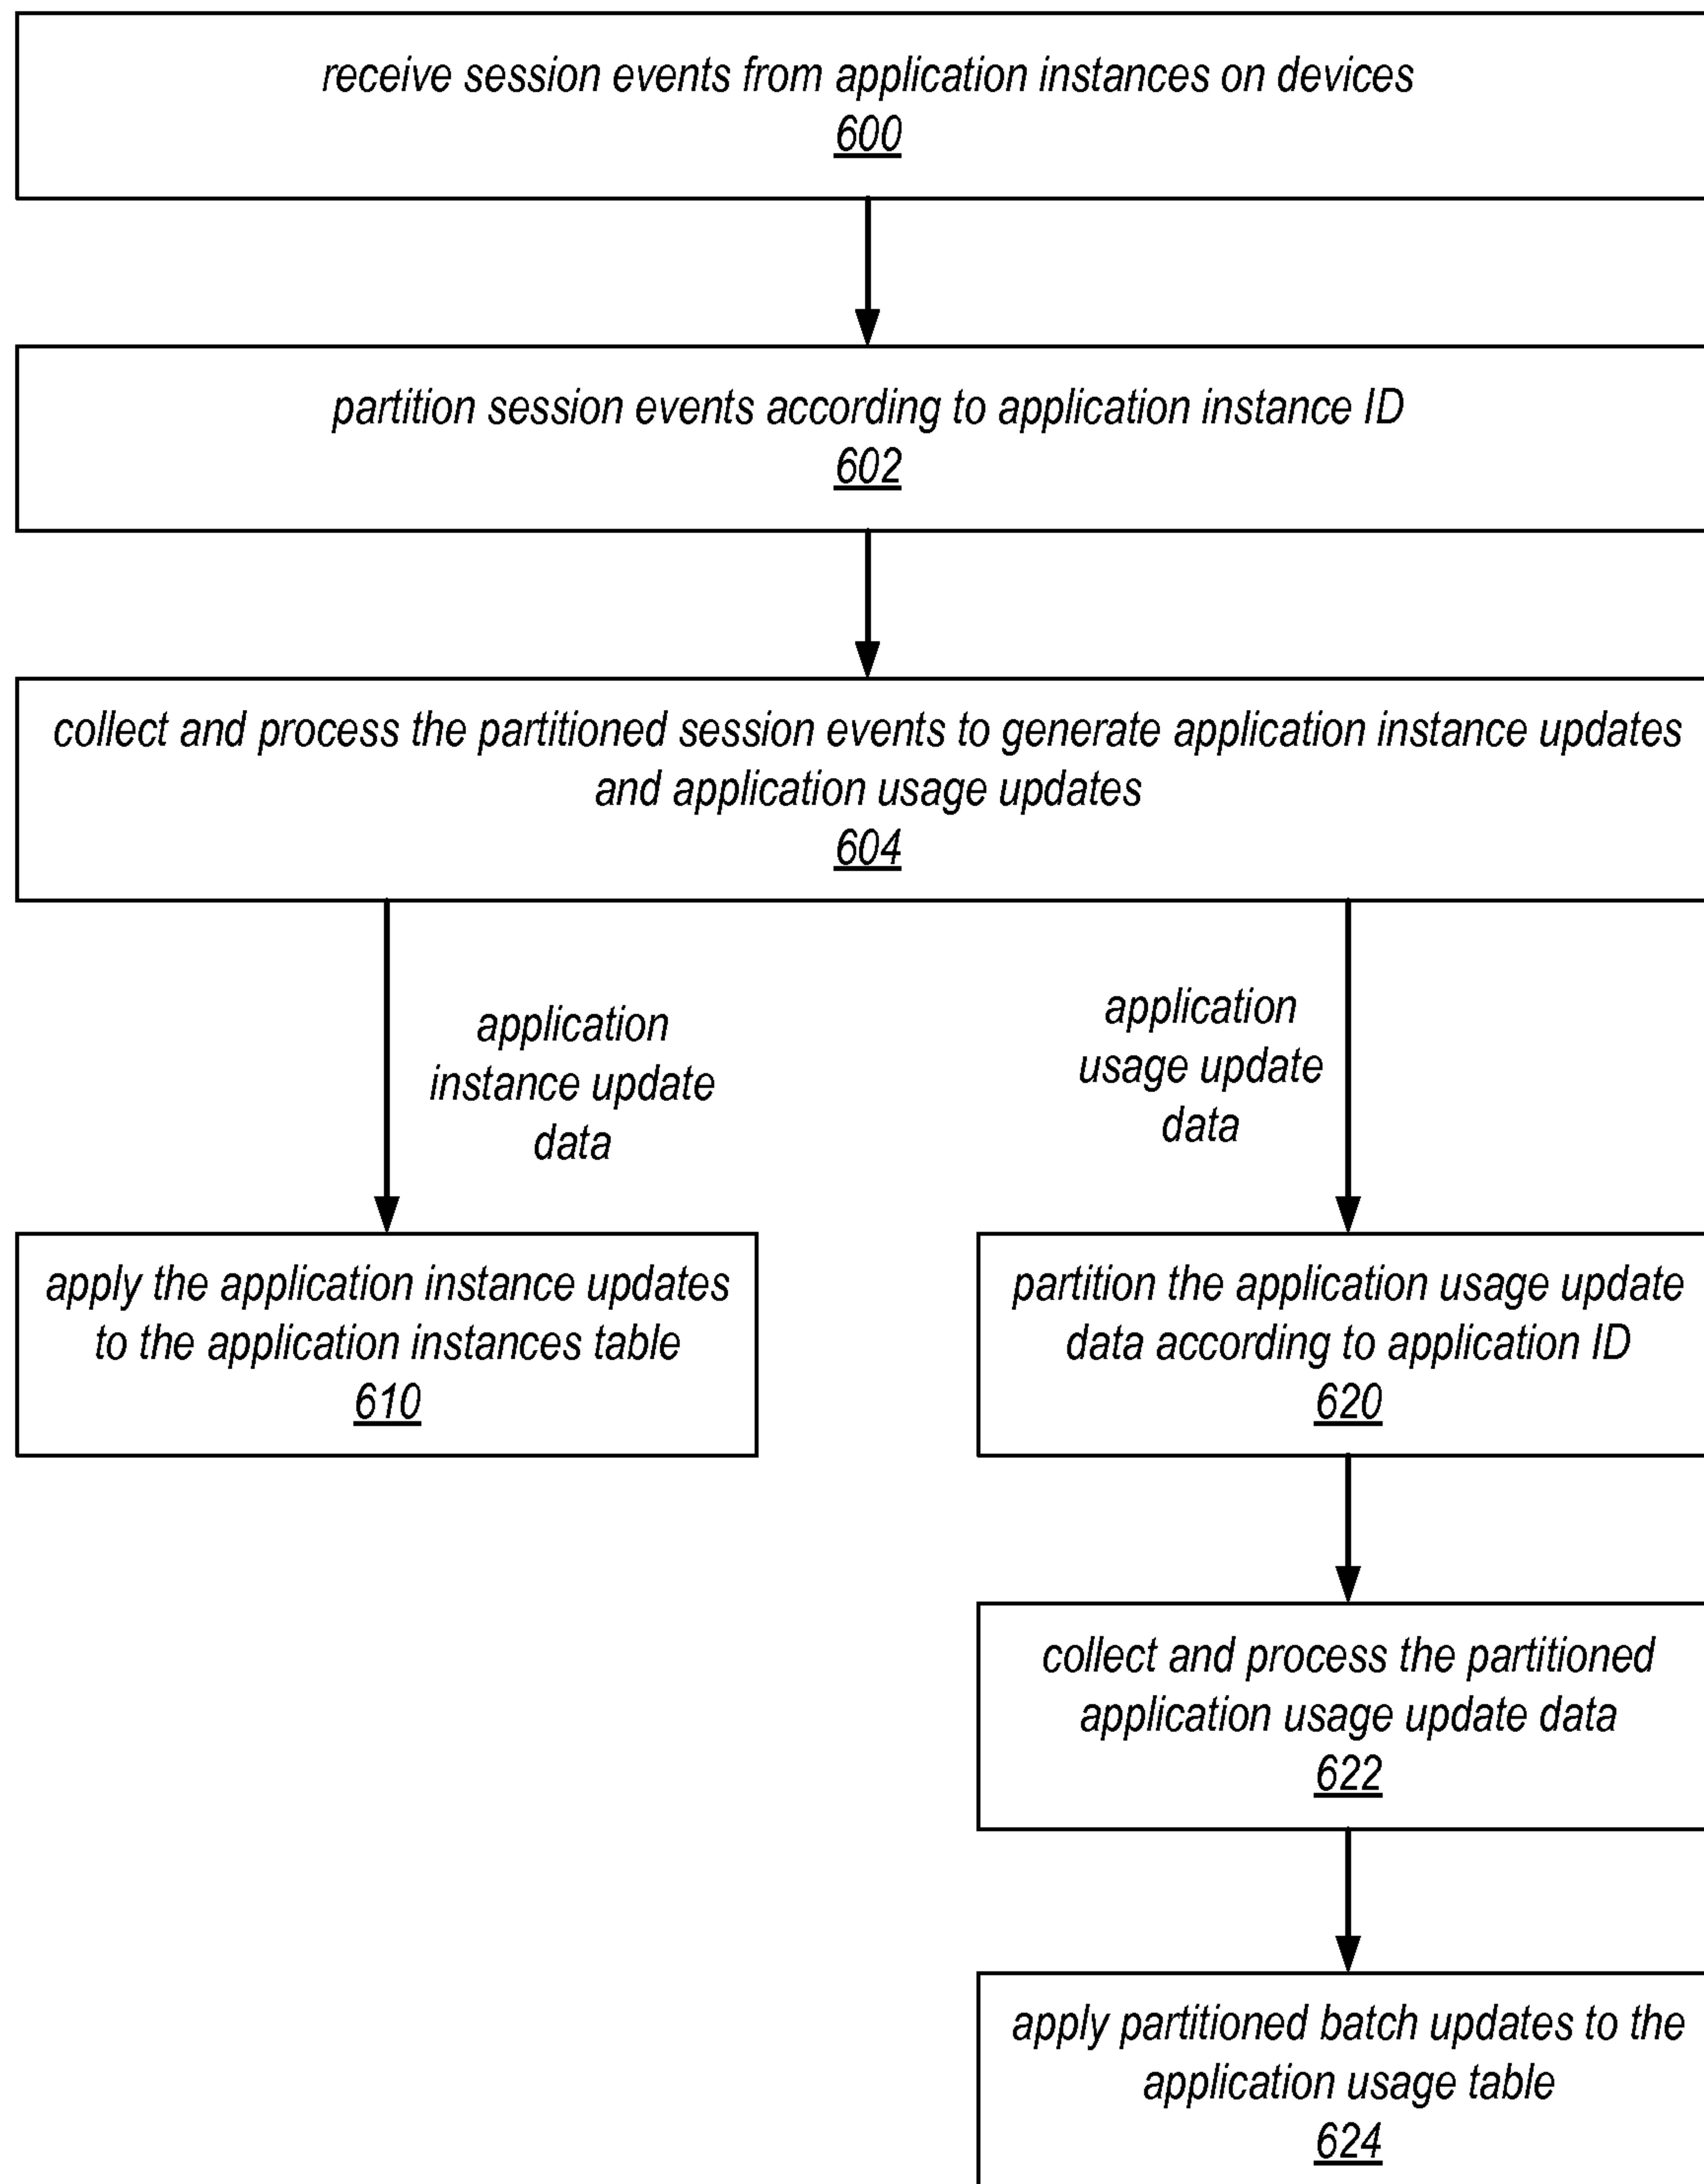 receive session events from application instances on devices
600
partition session events according to application instance ID
602
collect and process the partitioned session events to generate application instance updates
and application usage updates
604
application
instance update
data
application
usage update
data
apply the application instance updates
to the application instances table
610
partition the application usage update
data according to application ID
620
collect and process the partitioned
application usage update data
622
apply partitioned batch updates to the
application usage table
624